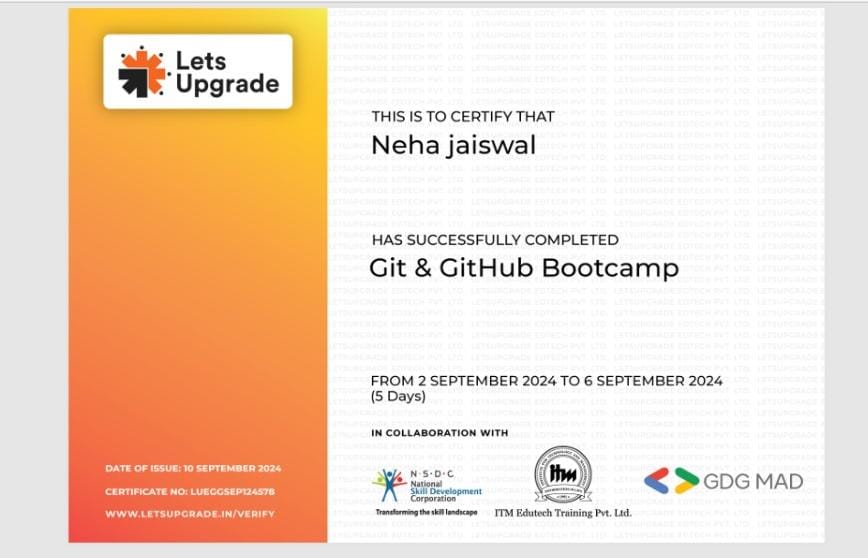 Lets
Upgrade
THIS IS TO CERTIFY THAT
Neha jaiswal
HAS SUCCESSFULLY COMPLETED
Git & GitHub Bootcamp
FROM 2 SEPTEMBER 2024 TO 6 SEPTEMBER 2024
(5 Days)
IN COLLABORATION WITH
N·S·D·C
National
Skill Development
Corporation
Transforming the skill landscape
itm
ITM Edutech Training Pvt. Ltd.
GDG MAD
DATE OF ISSUE: 10 SEPTEMBER 2024
CERTIFICATE NO: LUEGGSEP124578
WWW.LETSUPGRADE.IN/VERIFY